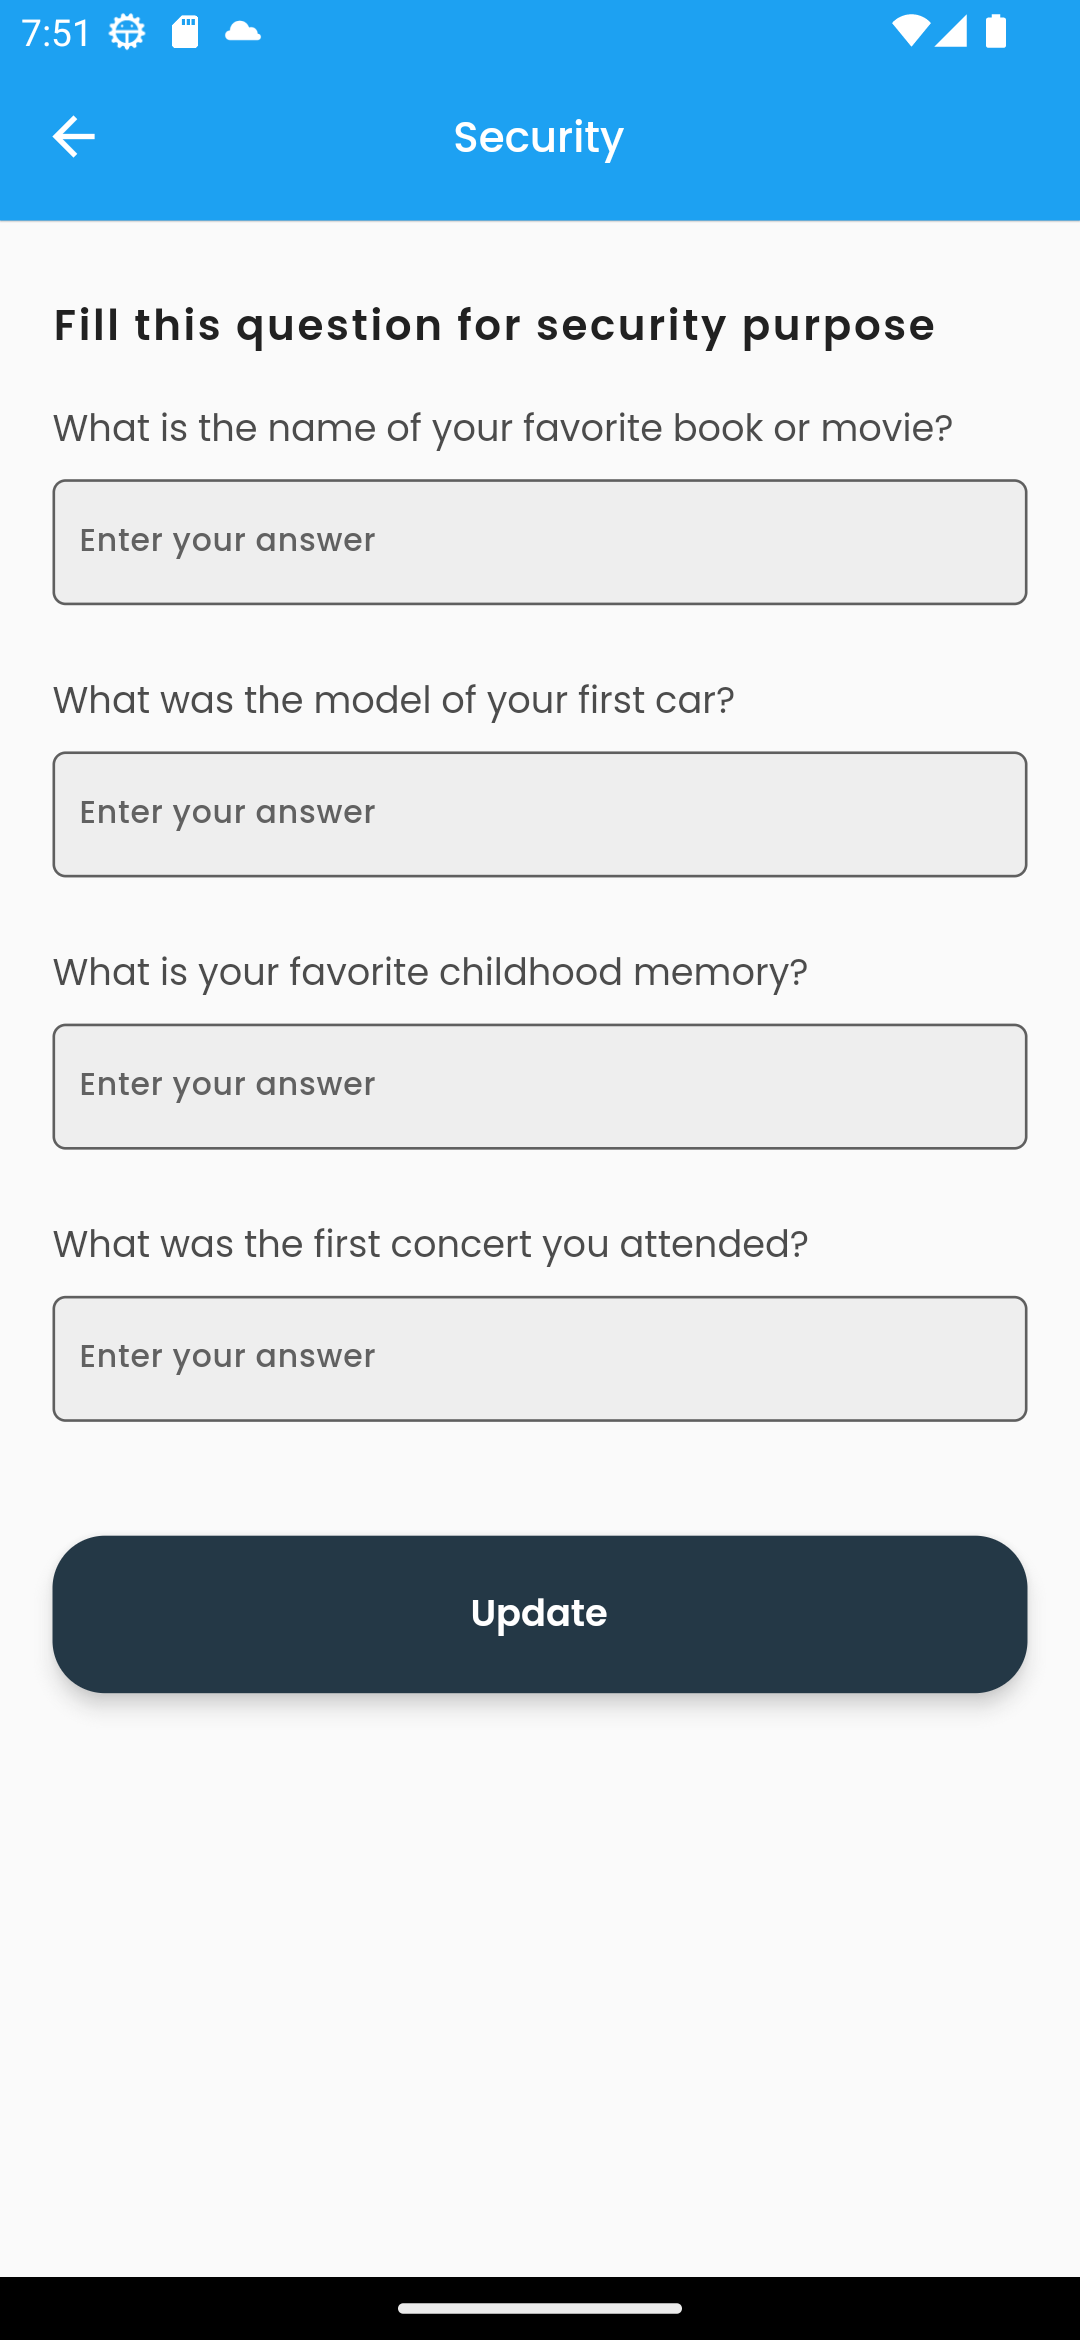 7:51
Security
Fill this question for security purpose
What is the name of your favorite book or movie?
Enter your answer
What was the model of your first car?
Enter your answer
What is your favorite childhood memory?
Enter your answer
What was the first concert you attended?
Enter your answer
Update